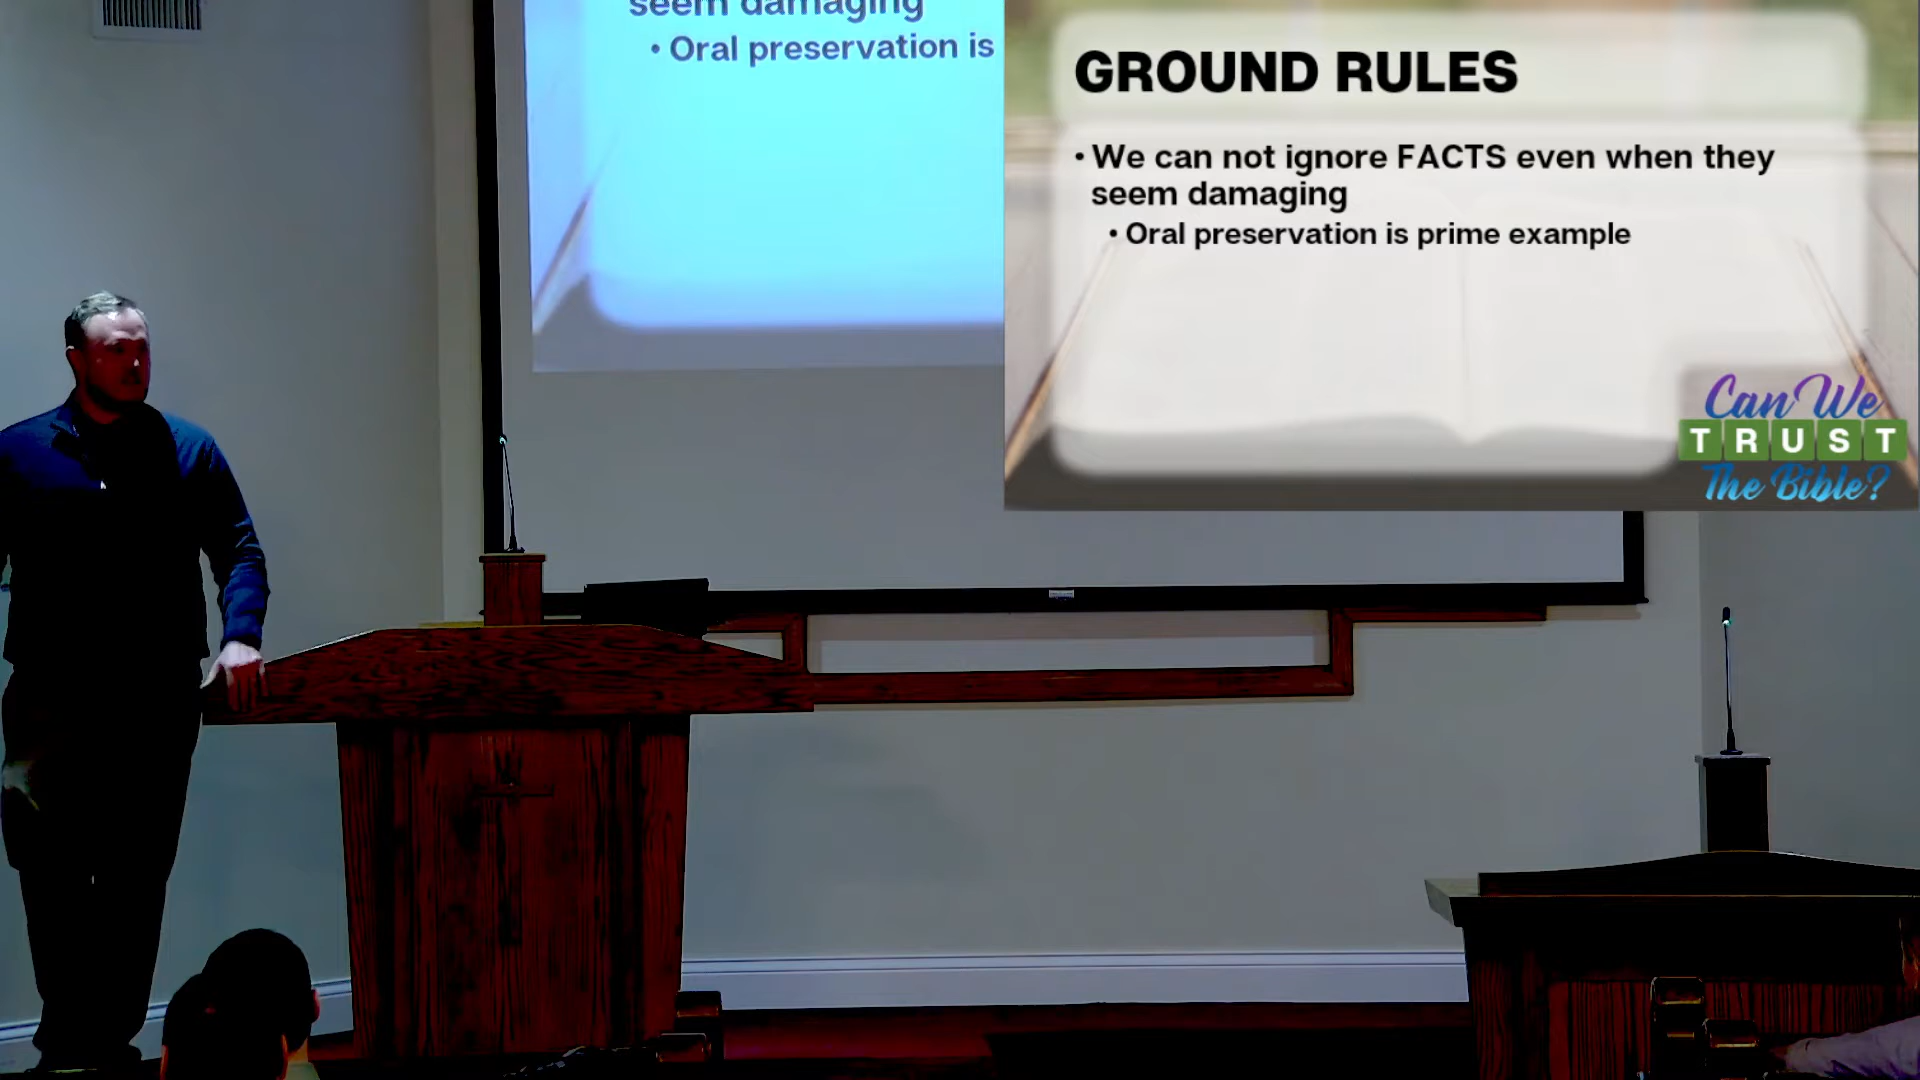 seem damaging
• Oral preservation is
GROUND RULES
• We can not ignore FACTS even when they
seem damaging
• Oral preservation is prime example
Can We
TRUST
The Bible?